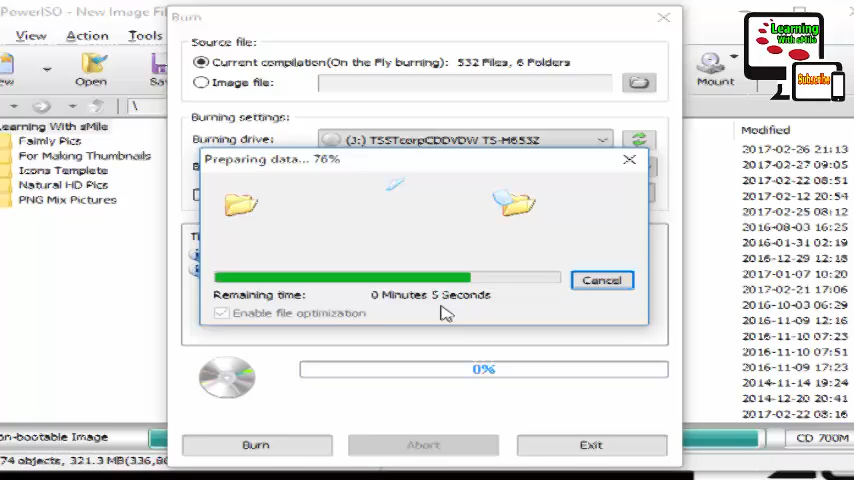 PowerISO - New Image File
View Action Tools
Open
Mount
Learning With sMile
Subscribe
Burn
Source file:
Current compilation(On the Fly burning): 532 Files, 6 Folders
Image file:
Burning settings:
Burning drive: (J:) TSSTcorpCDDVDW TS-H653Z
Preparing data... 76%
Cancel
Remaining time: 0 Minutes 5 Seconds
Enable file optimization
0%
Burn Abort Exit
earning With sMile
Faimly Pics
For Making Thumbnails
Icons Templete
Natural HD Pics
PNG Mix Pictures
Modified
2017-02-26 21:13
2017-02-27 09:05
2017-02-22 08:51
2017-02-12 20:54
2017-02-25 08:12
2016-08-03 16:25
2016-01-31 02:19
2016-12-29 12:18
2017-01-07 10:20
2017-02-21 17:06
2016-10-03 06:29
2016-11-09 12:16
2016-11-10 07:23
2016-11-10 07:51
2016-11-09 17:23
2014-11-14 19:24
2014-12-20 20:41
2017-02-22 08:16
on-bootable Image
CD 700M
74 objects, 321.3 MB(336,8